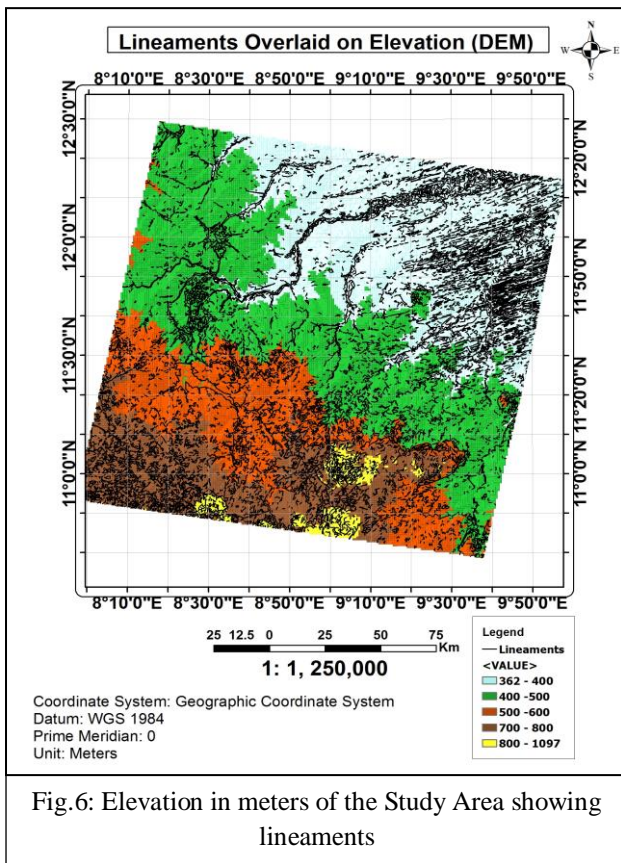 Lineaments Overlaid on Elevation (DEM)
N
W E
S
8°10'0"E 8°30'0"E 8°50'0"E 9°10'0"E 9°30'0"E 9°50'0"E
12°30'0"N
12°0'0"N
11°30'0"N
11°0'0"N
12°20'0"N
11°50'0"N
11°20'0"N
11°0'0"N
8°10'0"E 8°30'0"E 8°50'0"E 9°10'0"E 9°30'0"E 9°50'0"E
25 12.5 0 25 50 75
Km
1: 1, 250,000
Legend
Lineaments
<VALUE>
362 - 400
400 -500
500 -600
700 - 800
800 - 1097
Coordinate System: Geographic Coordinate System
Datum: WGS 1984
Prime Meridian: 0
Unit: Meters
Fig.6: Elevation in meters of the Study Area showing
lineaments